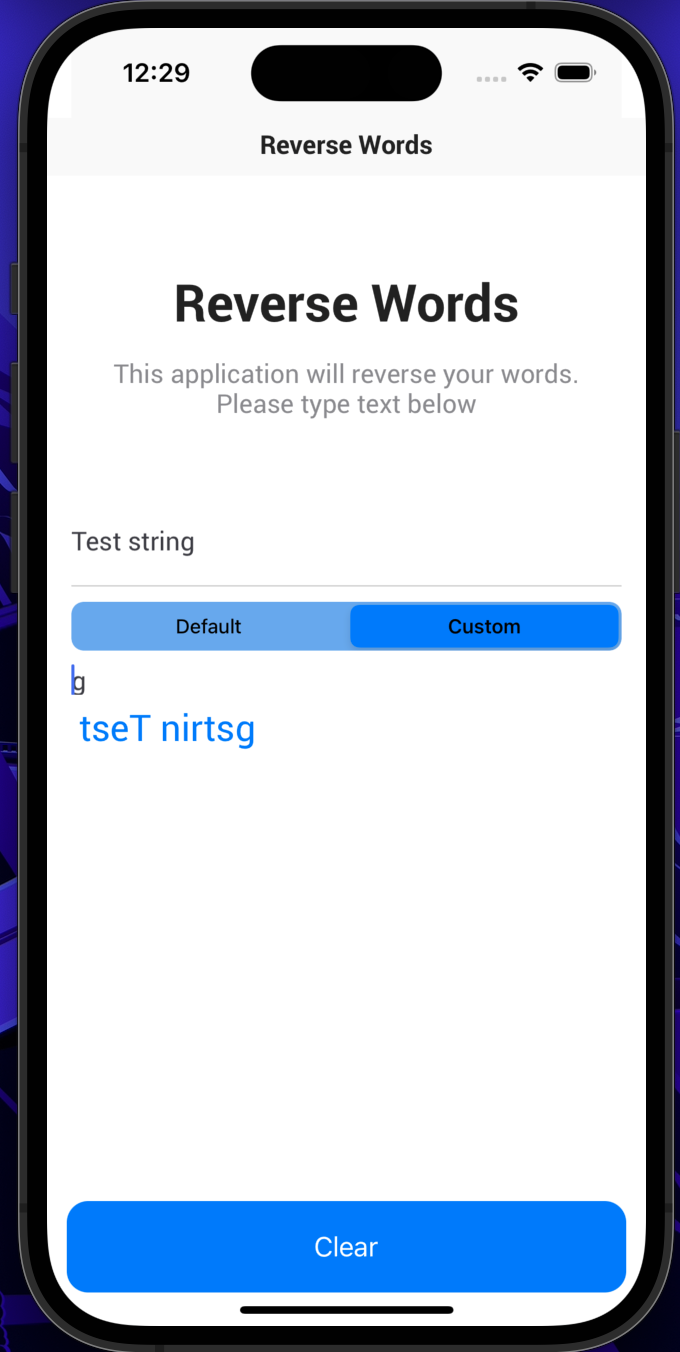 12:29
Reverse Words
Reverse Words
This application will reverse your words.
Please type text below
Test string
Default Custom
g
tseT nirtsg
Clear